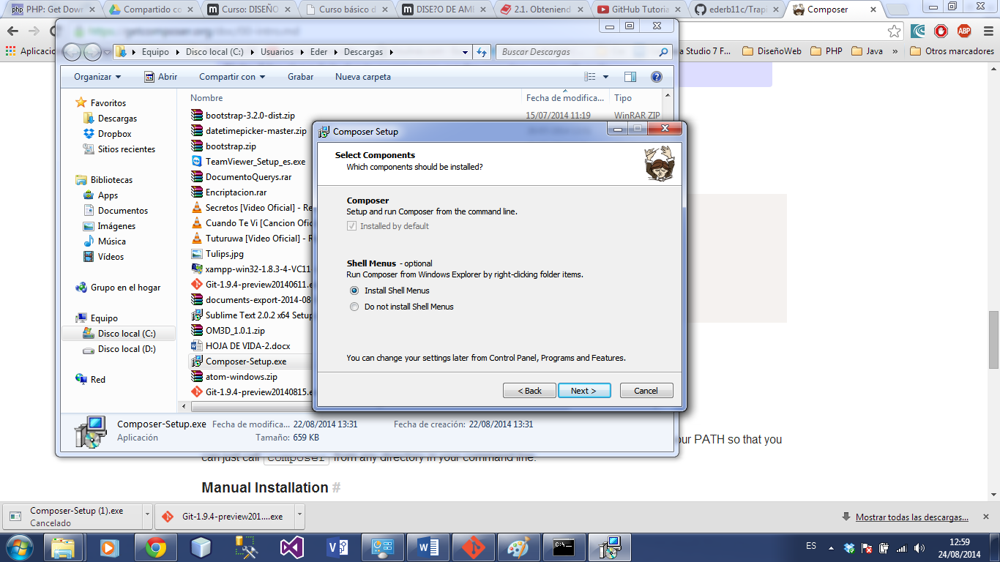 php PHP: Get Down
Compartido co
m Curso: DISEÑO
Curso básico d
m DISE?O DE AMB
2.1. Obteniend
GitHub Tutoria
ederb11c/Trapi
Composer
https://getcomposer.org/doc/00-intro.md
ABP
Aplicacio
a Studio 7 F...
DiseñoWeb
PHP
Java
»
Otros marcadores
Equipo
Disco local (C:)
Usuarios
Eder
Descargas
Buscar Descargas
Organizar
Abrir
Compartir con
Grabar
Nueva carpeta
Favoritos
Descargas
Dropbox
Sitios recientes
Bibliotecas
Apps
Documentos
Imágenes
Música
Vídeos
Grupo en el hogar
Equipo
Disco local (C:)
Disco local (D:)
Red
Nombre
Fecha de modifica...
Tipo
bootstrap-3.2.0-dist.zip
15/07/2014 11:19
WinRAR ZIP
datetimepicker-master.zip
bootstrap.zip
TeamViewer_Setup_es.exe
DocumentoQuerys.rar
Encriptacion.rar
Secretos [Video Oficial] - Re
Cuando Te Vi [Cancion Ofic
Tuturuwa [Video Oficial] - R
Tulips.jpg
xampp-win32-1.8.3-4-VC11
Git-1.9.4-preview20140611.e
documents-export-2014-08
Sublime Text 2.0.2 x64 Setup
OM3D_1.0.1.zip
HOJA DE VIDA-2.docx
Composer-Setup.exe
atom-windows.zip
Git-1.9.4-preview20140815.e
Composer-Setup.exe
Fecha de modifica... 22/08/2014 13:31
Fecha de creación: 22/08/2014 13:31
Aplicación
Tamaño: 659 KB
Composer Setup
Select Components
Which components should be installed?
Composer
Setup and run Composer from the command line.
Installed by default
Shell Menus - optional
Run Composer from Windows Explorer by right-clicking folder items.
Install Shell Menus
Do not install Shell Menus
You can change your settings later from Control Panel, Programs and Features.
< Back
Next >
Cancel
our PATH so that you
can just call composer from any directory in your command line.
Manual Installation #
Composer-Setup (1).exe
Cancelado
Git-1.9.4-preview201....exe
Mostrar todas las descargas...
ES
12:59
24/08/2014